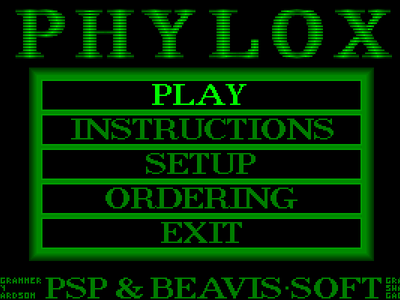 PHYLOX
PLAY
INSTRUCTIONS
SETUP
ORDERING
EXIT
PSP & BEAVIS·SOFT